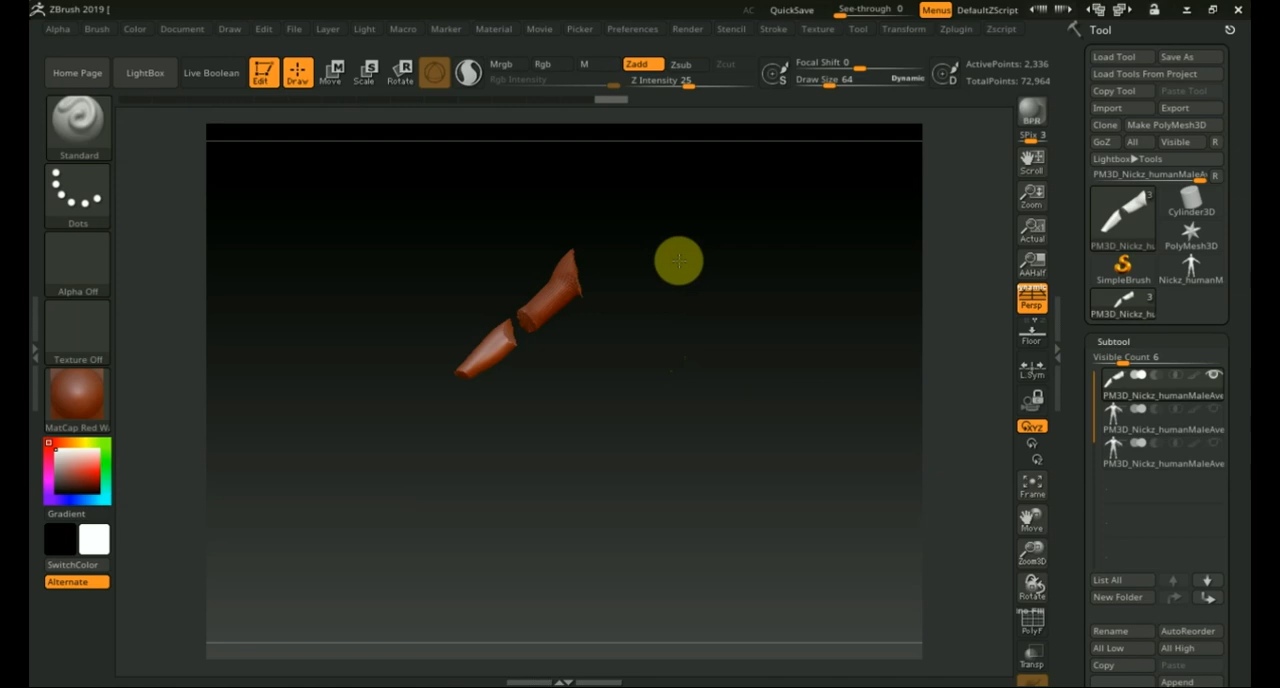 ZBrush 2019 [
AC QuickSave See-through 0 Menus DefaultZScript
Alpha Brush Color Document Draw Edit File Layer Light Macro Marker Material Movie Picker Preferences Render Stencil Stroke Texture Tool Transform Zplugin Zscript
Tool
Load Tool Save As
Load Tools From Project
Copy Tool Paste Tool
Import Export
Clone Make PolyMesh3D
GoZ All Visible R
Lightbox▶Tools
PM3D_Nickz_humanMaleA R
3
PM3D_Nickz_hu
Cylinder3D
PolyMesh3D
SimpleBrush
Nickz_humanM
3
PM3D_Nickz_hu
Subtool
Visible Count 6
PM3D_Nickz_humanMaleAve
PM3D_Nickz_humanMaleAve
PM3D_Nickz_humanMaleAve
List All
New Folder
Rename AutoReorder
All Low All High
Copy Paste
Append
Home Page LightBox Live Boolean Edit Draw Move Scale Rotate
Mrgb Rgb M Zadd Zsub Zcut
Rgb Intensity Z Intensity 25
Focal Shift 0
Draw Size 64 Dynamic
S
D
ActivePoints: 2,336
TotalPoints: 72,964
Standard
Dots
Alpha Off
Texture Off
MatCap Red W
Gradient
SwitchColor
Alternate
BPR
SPix 3
Scroll
Zoom
Actual
AAHalf
Persp
Floor
L.Sym
XYZ
Frame
Move
Zoom3D
Rotate
PolyF
Transp